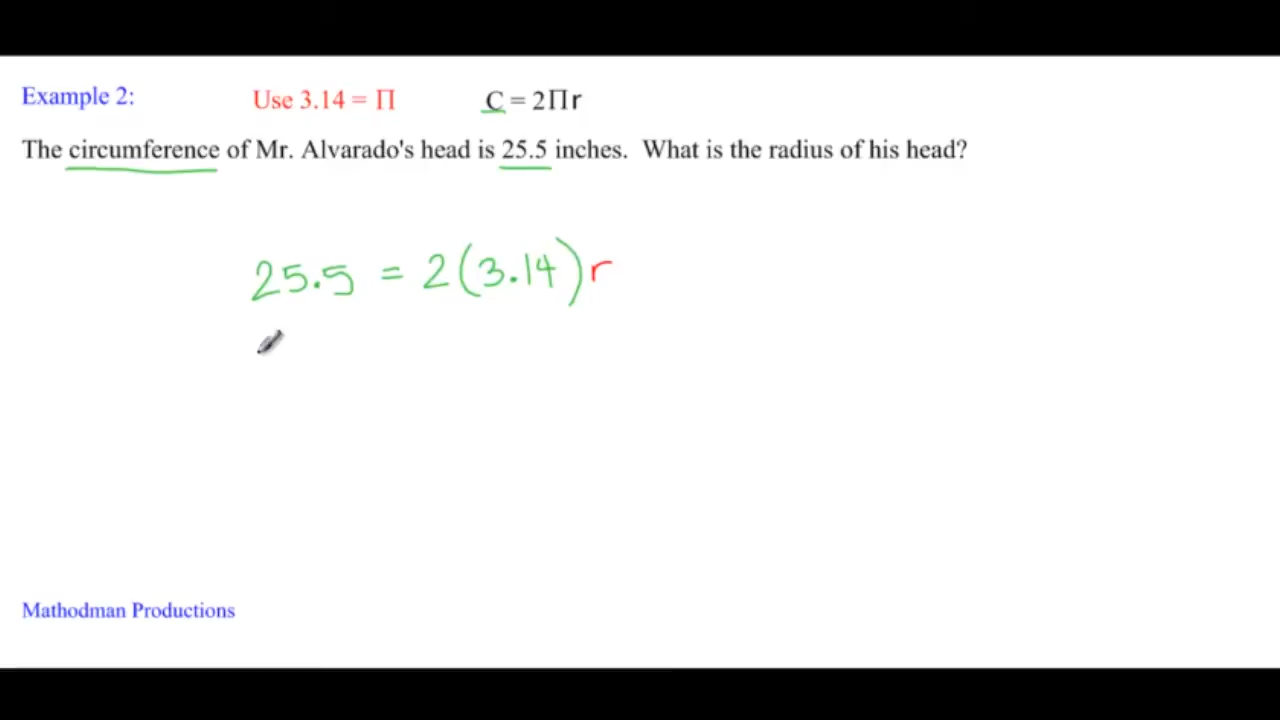 Example 2: Use 3.14 = Π C = 2Πr
The circumference of Mr. Alvarado's head is 25.5 inches. What is the radius of his head?
25.5 = 2(3.14)r
Mathodman Productions